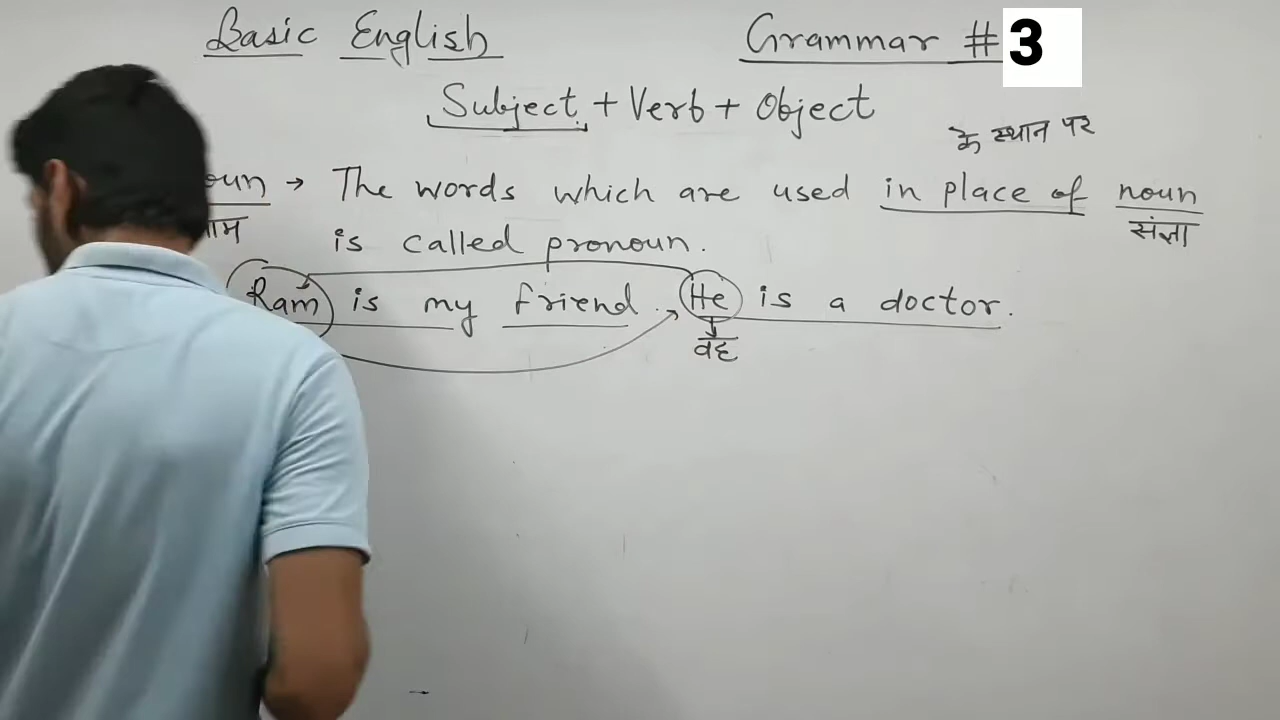 Basic English Grammar #3
Subject + Verb + Object
के स्थान पर
→ The words which are used in place of noun
संज्ञा
is called pronoun.
Ram is my friend. He is a doctor.
वह